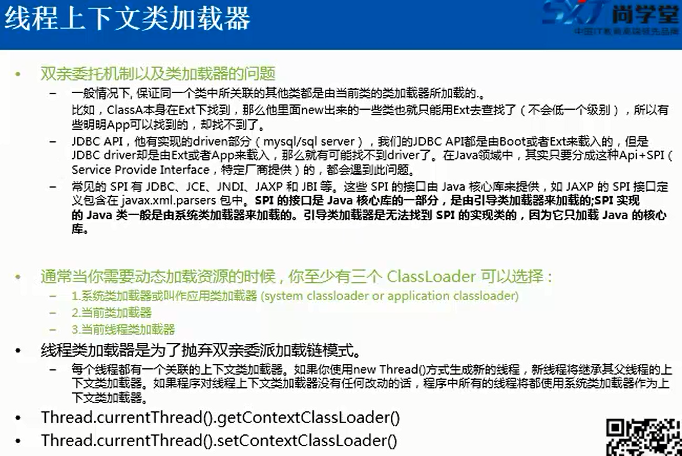 线程上下文类加载器
SXT 尚学堂
中国IT教育高端领先品牌
• 双亲委托机制以及类加载器的问题
– 一般情况下, 保证同一个类中所关联的其他类都是由当前类的类加载器所加载的.。
比如，ClassA本身在Ext下找到，那么他里面new出来的一些类也就只能用Ext去查找了（不会低一个级别），所以有
些明明App可以找到的，却找不到了。
– JDBC API，他有实现的driven部分（mysql/sql server），我们的JDBC API都是由Boot或者Ext来载入的，但是
JDBC driver却是由Ext或者App来载入，那么就有可能找不到driver了。在Java领域中，其实只要分成这种Api+SPI（
Service Provide Interface，特定厂商提供）的，都会遇到此问题。
– 常见的 SPI 有 JDBC、JCE、JNDI、JAXP 和 JBI 等。这些 SPI 的接口由 Java 核心库来提供，如 JAXP 的 SPI 接口定
义包含在 javax.xml.parsers 包中。SPI 的接口是 Java 核心库的一部分，是由引导类加载器来加载的;SPI 实现
的 Java 类一般是由系统类加载器来加载的。引导类加载器是无法找到 SPI 的实现类的，因为它只加载 Java 的核心
库。
• 通常当你需要动态加载资源的时候 , 你至少有三个 ClassLoader 可以选择：
– 1.系统类加载器或叫作应用类加载器 (system classloader or application classloader)
– 2.当前类加载器
– 3.当前线程类加载器
• 线程类加载器是为了抛弃双亲委派加载链模式。
– 每个线程都有一个关联的上下文类加载器。如果你使用new Thread()方式生成新的线程，新线程将继承其父线程的上
下文类加载器。如果程序对线程上下文类加载器没有任何改动的话，程序中所有的线程将都使用系统类加载器作为上
下文类加载器。
• Thread.currentThread().getContextClassLoader()
• Thread.currentThread().setContextClassLoader()